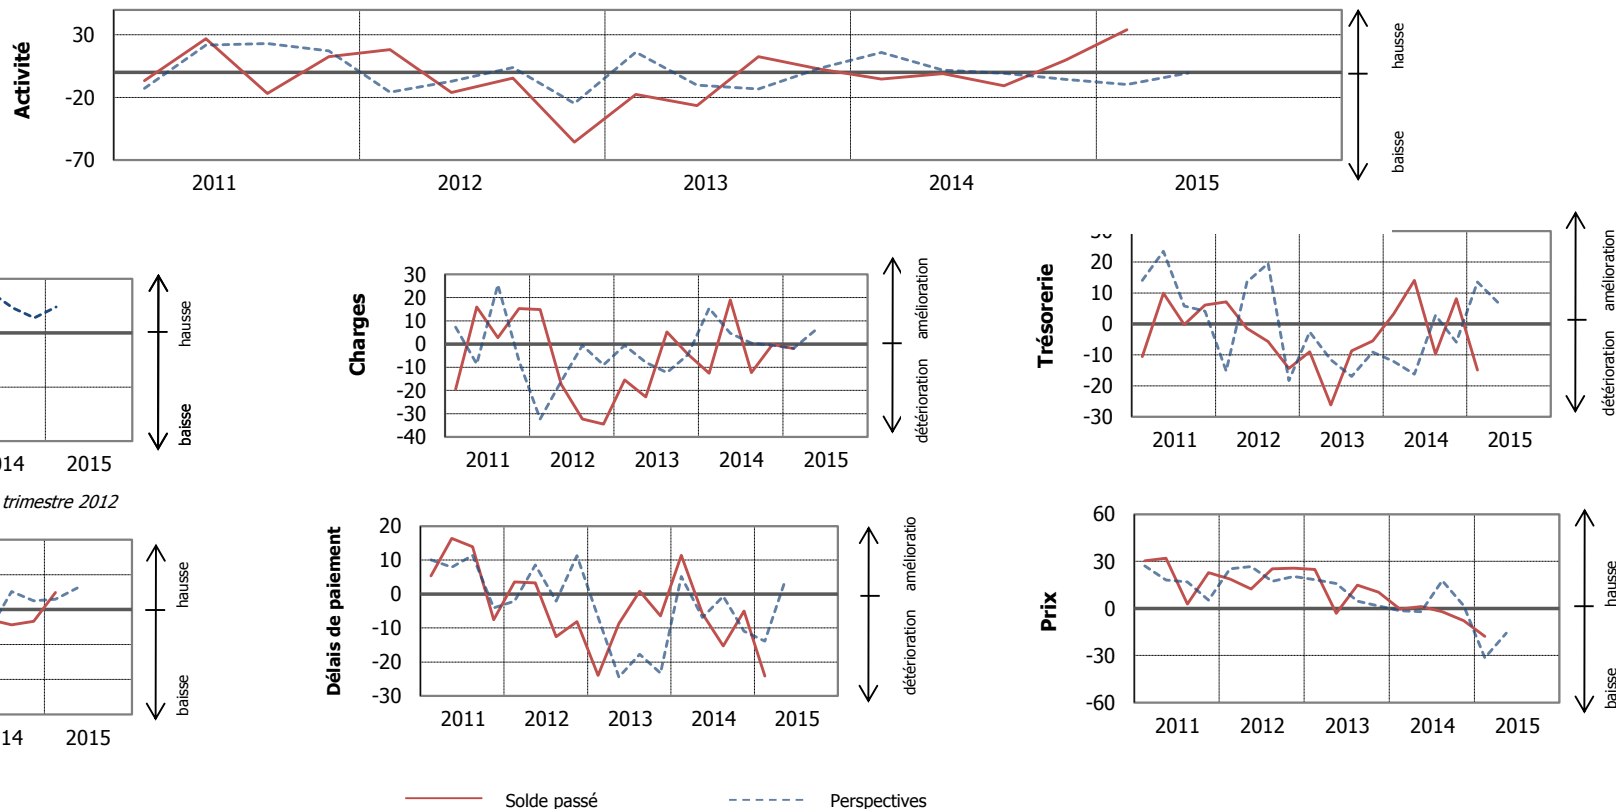 Activité
30
-20
-70
2011 2012 2013 2014 2015
hausse
baisse
hausse
baisse
2015
trimestre 2012
hausse
baisse
14 2015
Charges
30
20
10
0
-10
-20
-30
-40
2011 2012 2013 2014 2015
amélioration
détérioration
Trésorerie
20
10
0
-10
-20
-30
2011 2012 2013 2014 2015
amélioration
détérioration
Délais de paiement
20
10
0
-10
-20
-30
2011 2012 2013 2014 2015
amélioratio
détérioration
Prix
60
30
0
-30
-60
2011 2012 2013 2014 2015
hausse
baisse
Solde passé
Perspectives